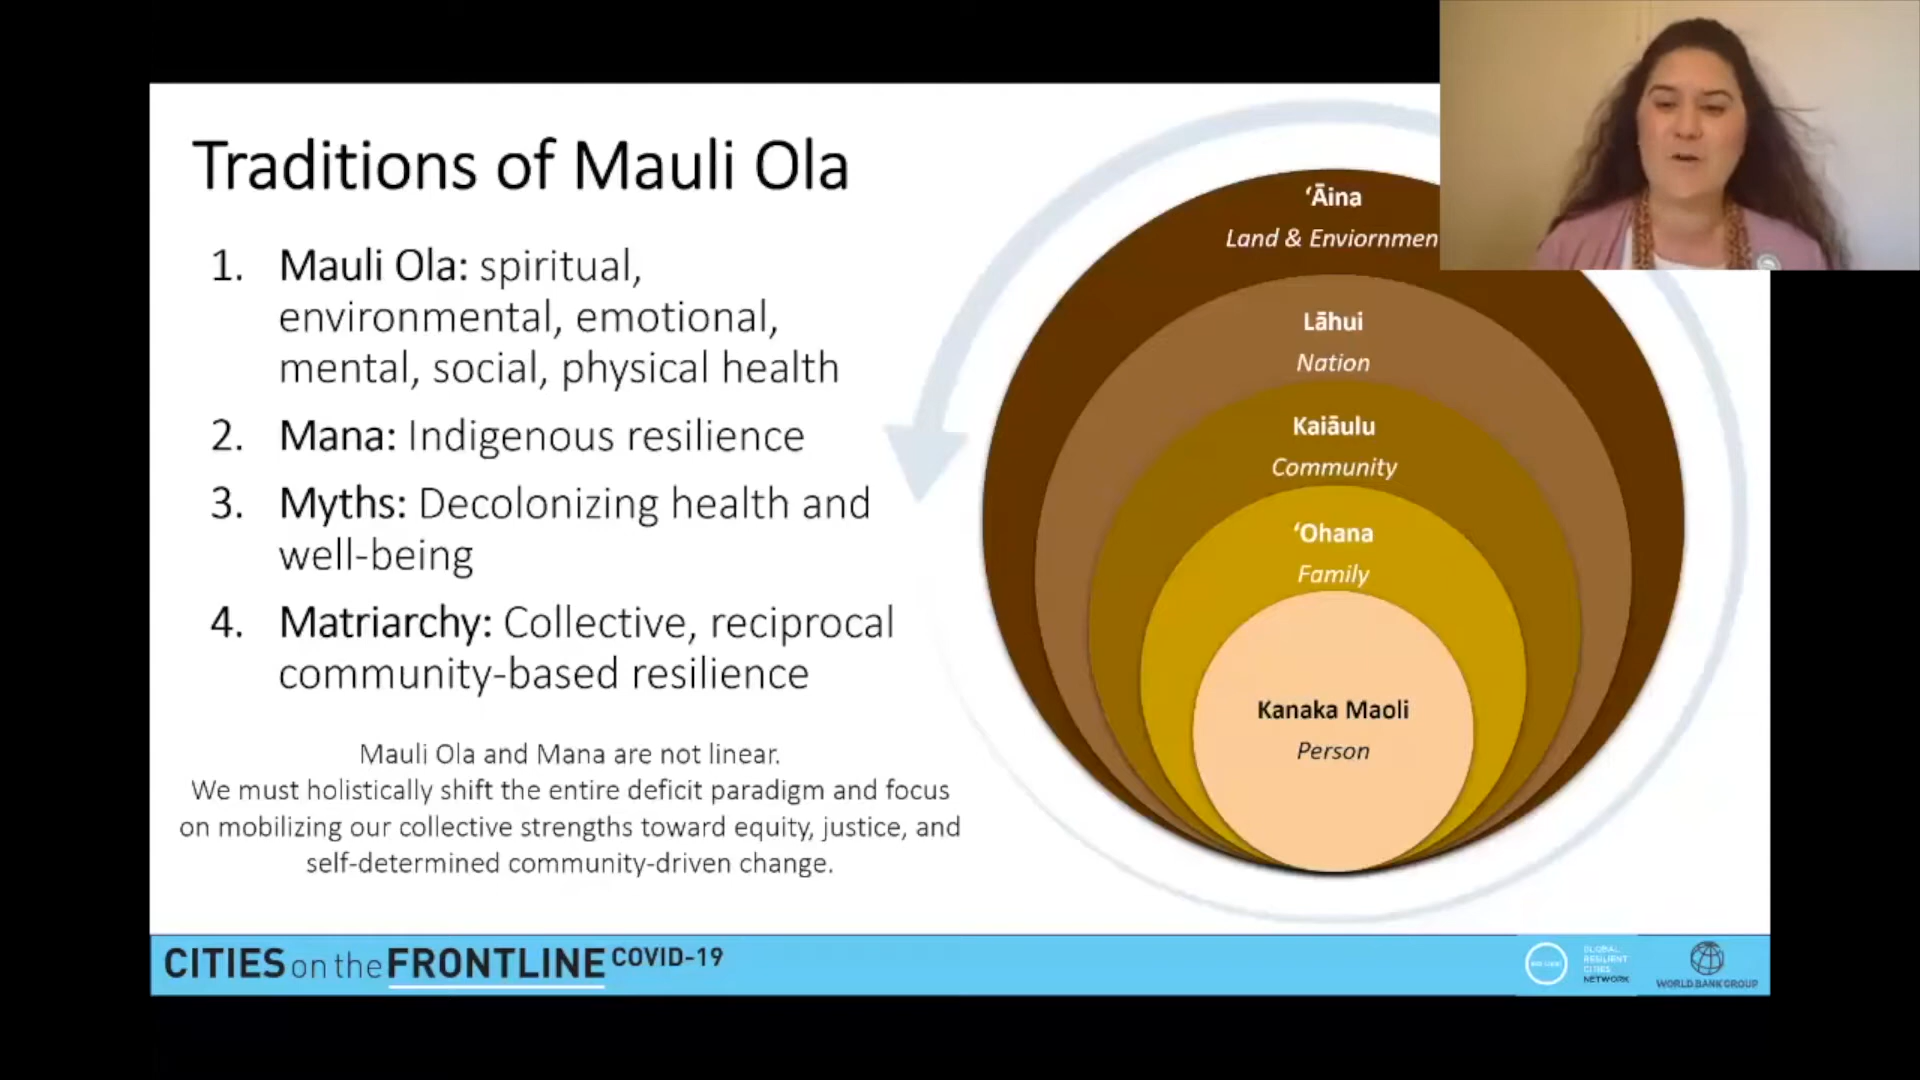 Traditions of Mauli Ola
1. Mauli Ola: spiritual,
environmental, emotional,
mental, social, physical health
2. Mana: Indigenous resilience
3. Myths: Decolonizing health and
well-being
4. Matriarchy: Collective, reciprocal
community-based resilience
Mauli Ola and Mana are not linear.
We must holistically shift the entire deficit paradigm and focus
on mobilizing our collective strengths toward equity, justice, and
self-determined community-driven change.
ʻĀina
Land & Enviornmen
Lāhui
Nation
Kaiāulu
Community
ʻOhana
Family
Kanaka Maoli
Person
CITIES on the FRONTLINE COVID-19
GLOBAL
RESILIENT
CITIES
NETWORK
WORLD BANK GROUP